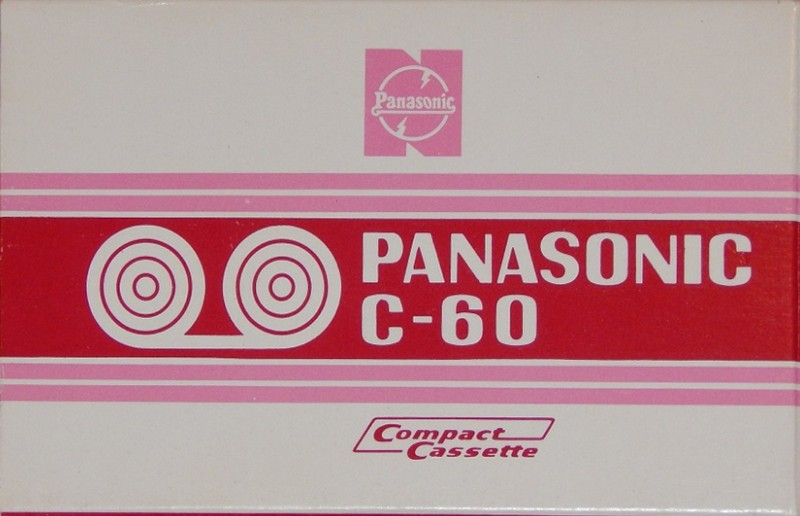 Panasonic
PANASONIC
C-60
Compact
Cassette